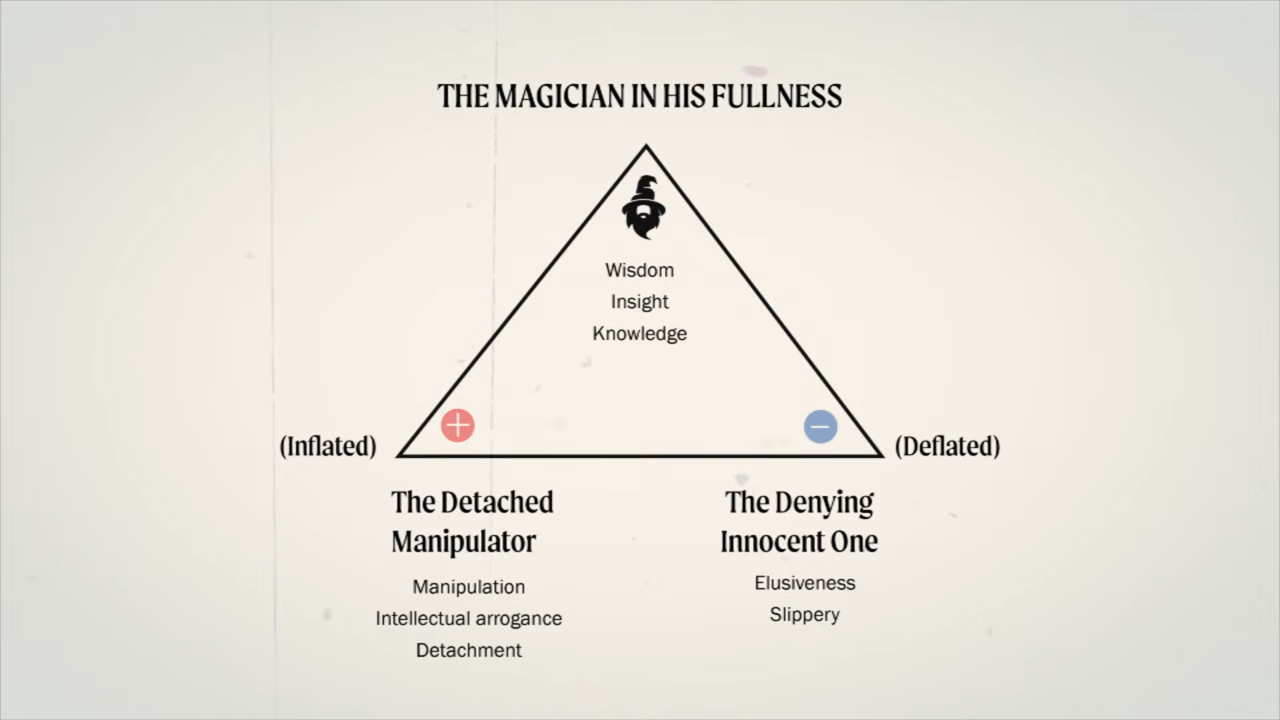 THE MAGICIAN IN HIS FULLNESS
Wisdom
Insight
Knowledge
(Inflated)
(Deflated)
The Detached
Manipulator
Manipulation
Intellectual arrogance
Detachment
The Denying
Innocent One
Elusiveness
Slippery